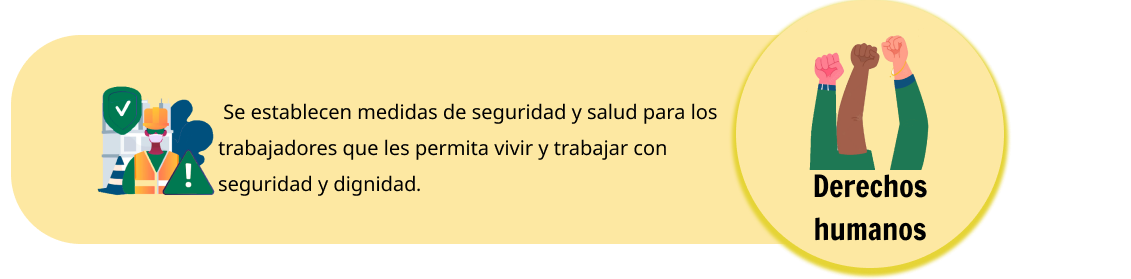 Se establecen medidas de seguridad y salud para los
trabajadores que les permita vivir y trabajar con
seguridad y dignidad.
Derechos
humanos